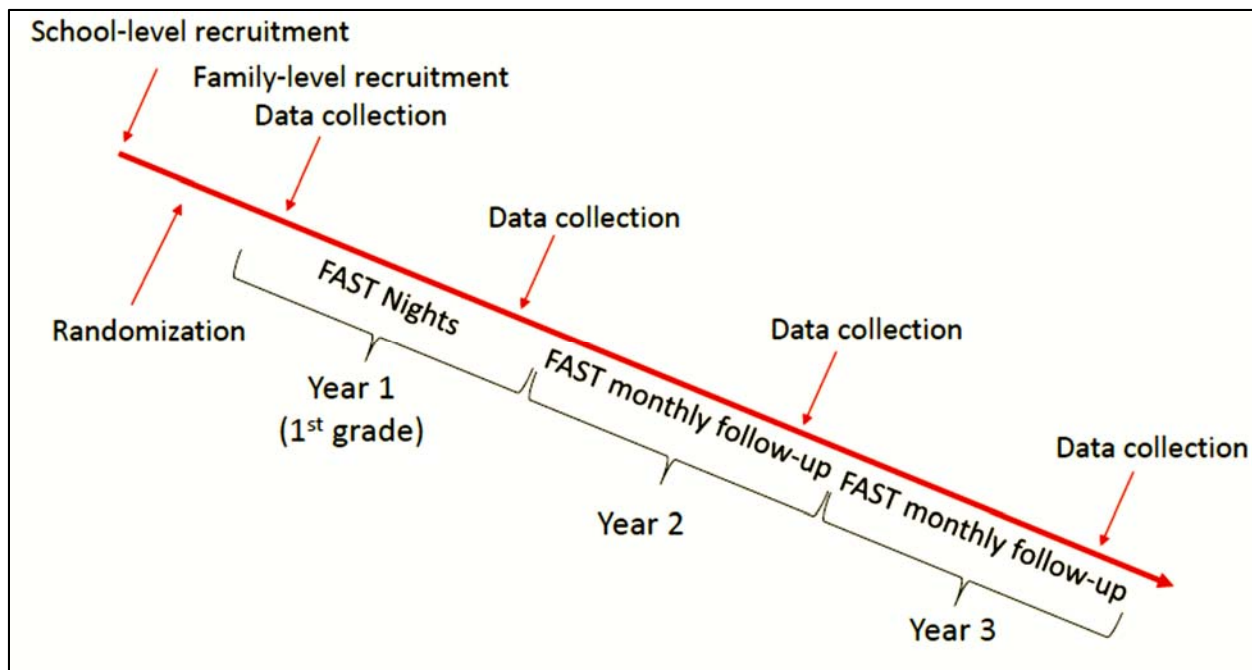 School-level recruitment
Family-level recruitment
Data collection
Data collection
Randomization
FAST Nights
Data collection
Year 1
(1st grade)
FAST monthly follow-up
Data collection
Year 2
FAST monthly follow-up
Year 3